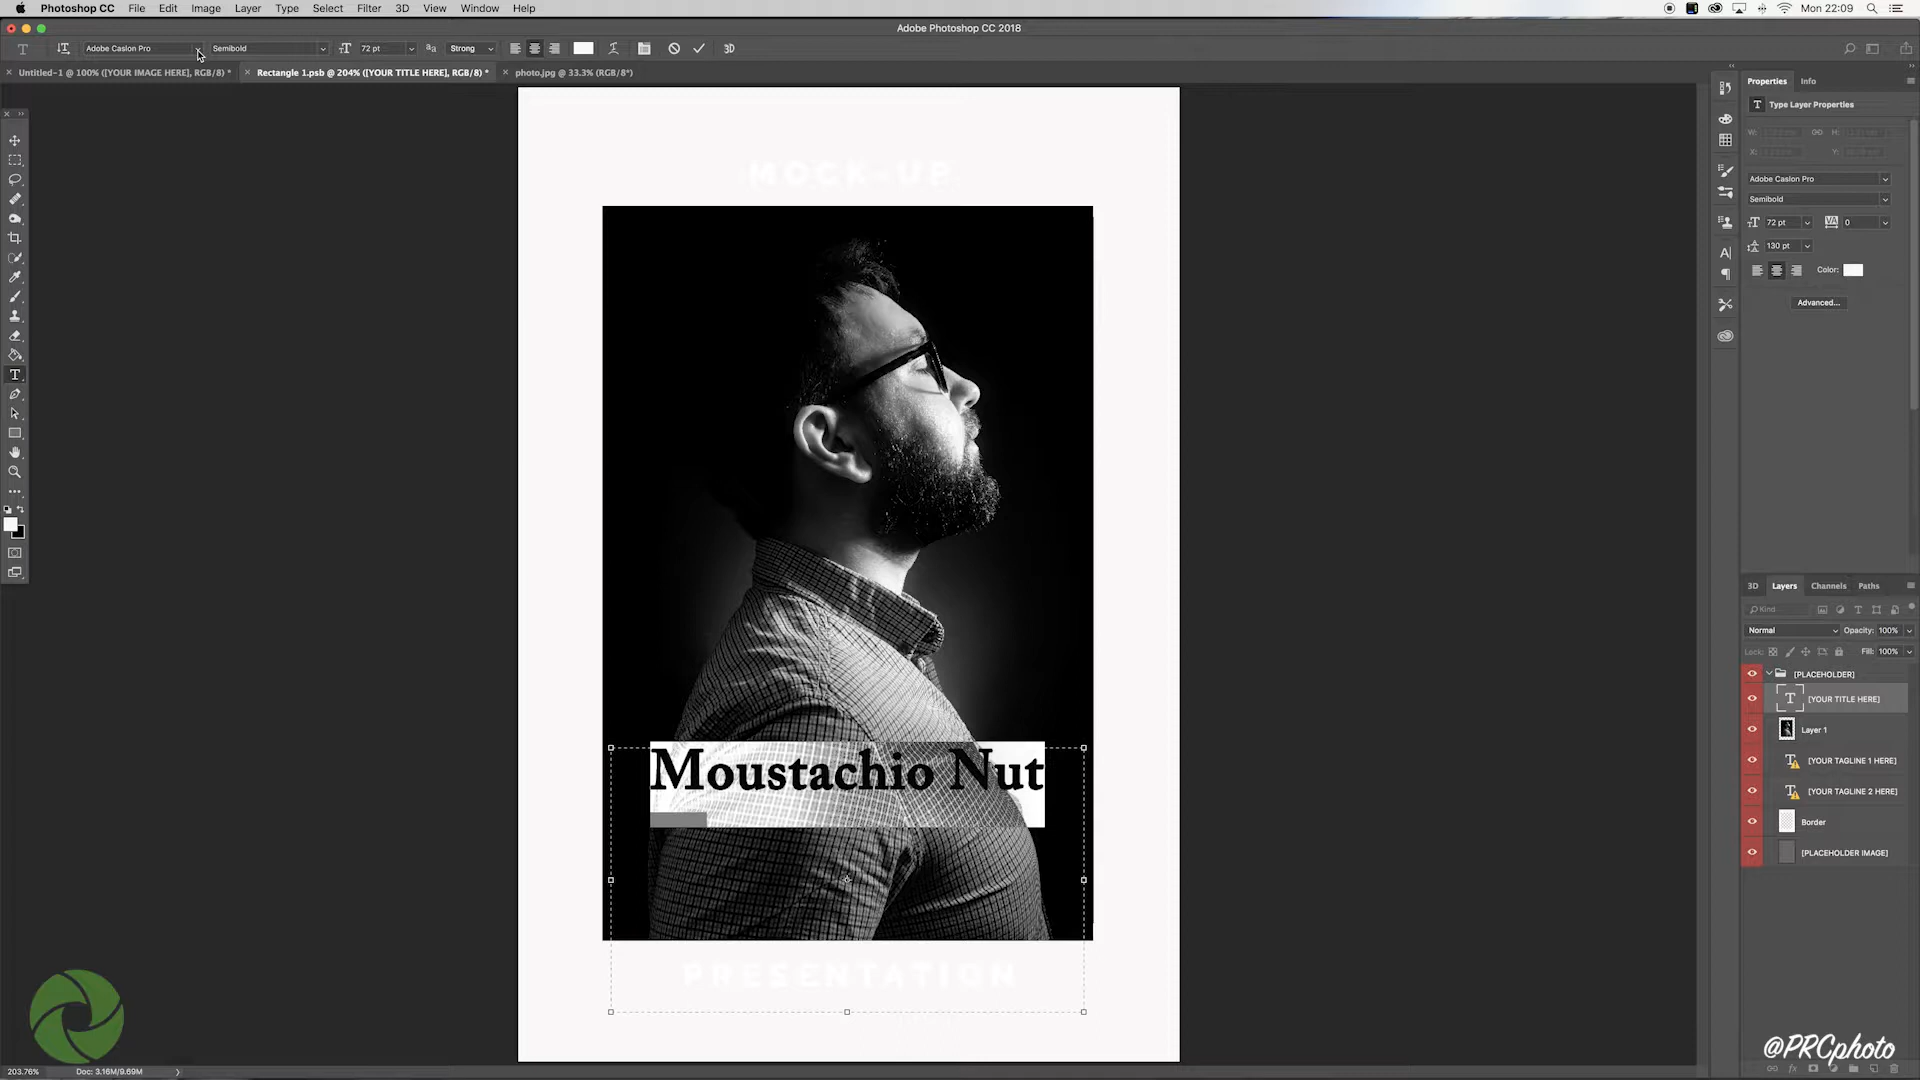 Photoshop CC File Edit Image Layer Type Select Filter 3D View Window Help Mon 22:09
Adobe Photoshop CC 2018
Adobe Caslon Pro Semibold 72 pt aa Strong 3D
Untitled-1 @ 100% ([YOUR IMAGE HERE], RGB/8) * Rectangle 1.psb @ 204% ([YOUR TITLE HERE], RGB/8) * photo.jpg @ 33.3% (RGB/8*)
Properties Info
Type Layer Properties
W: H:
X: Y:
Adobe Caslon Pro
Semibold
72 pt VA 0
130 pt
Color:
Advanced...
MOCK-UP
Moustachio Nut
PRESENTATION
3D Layers Channels Paths
Kind
Normal Opacity: 100%
Lock: Fill: 100%
[PLACEHOLDER]
[YOUR TITLE HERE]
Layer 1
[YOUR TAGLINE 1 HERE]
[YOUR TAGLINE 2 HERE]
Border
[PLACEHOLDER IMAGE]
@PRCphoto
203.76% Doc: 3.16M/9.69M